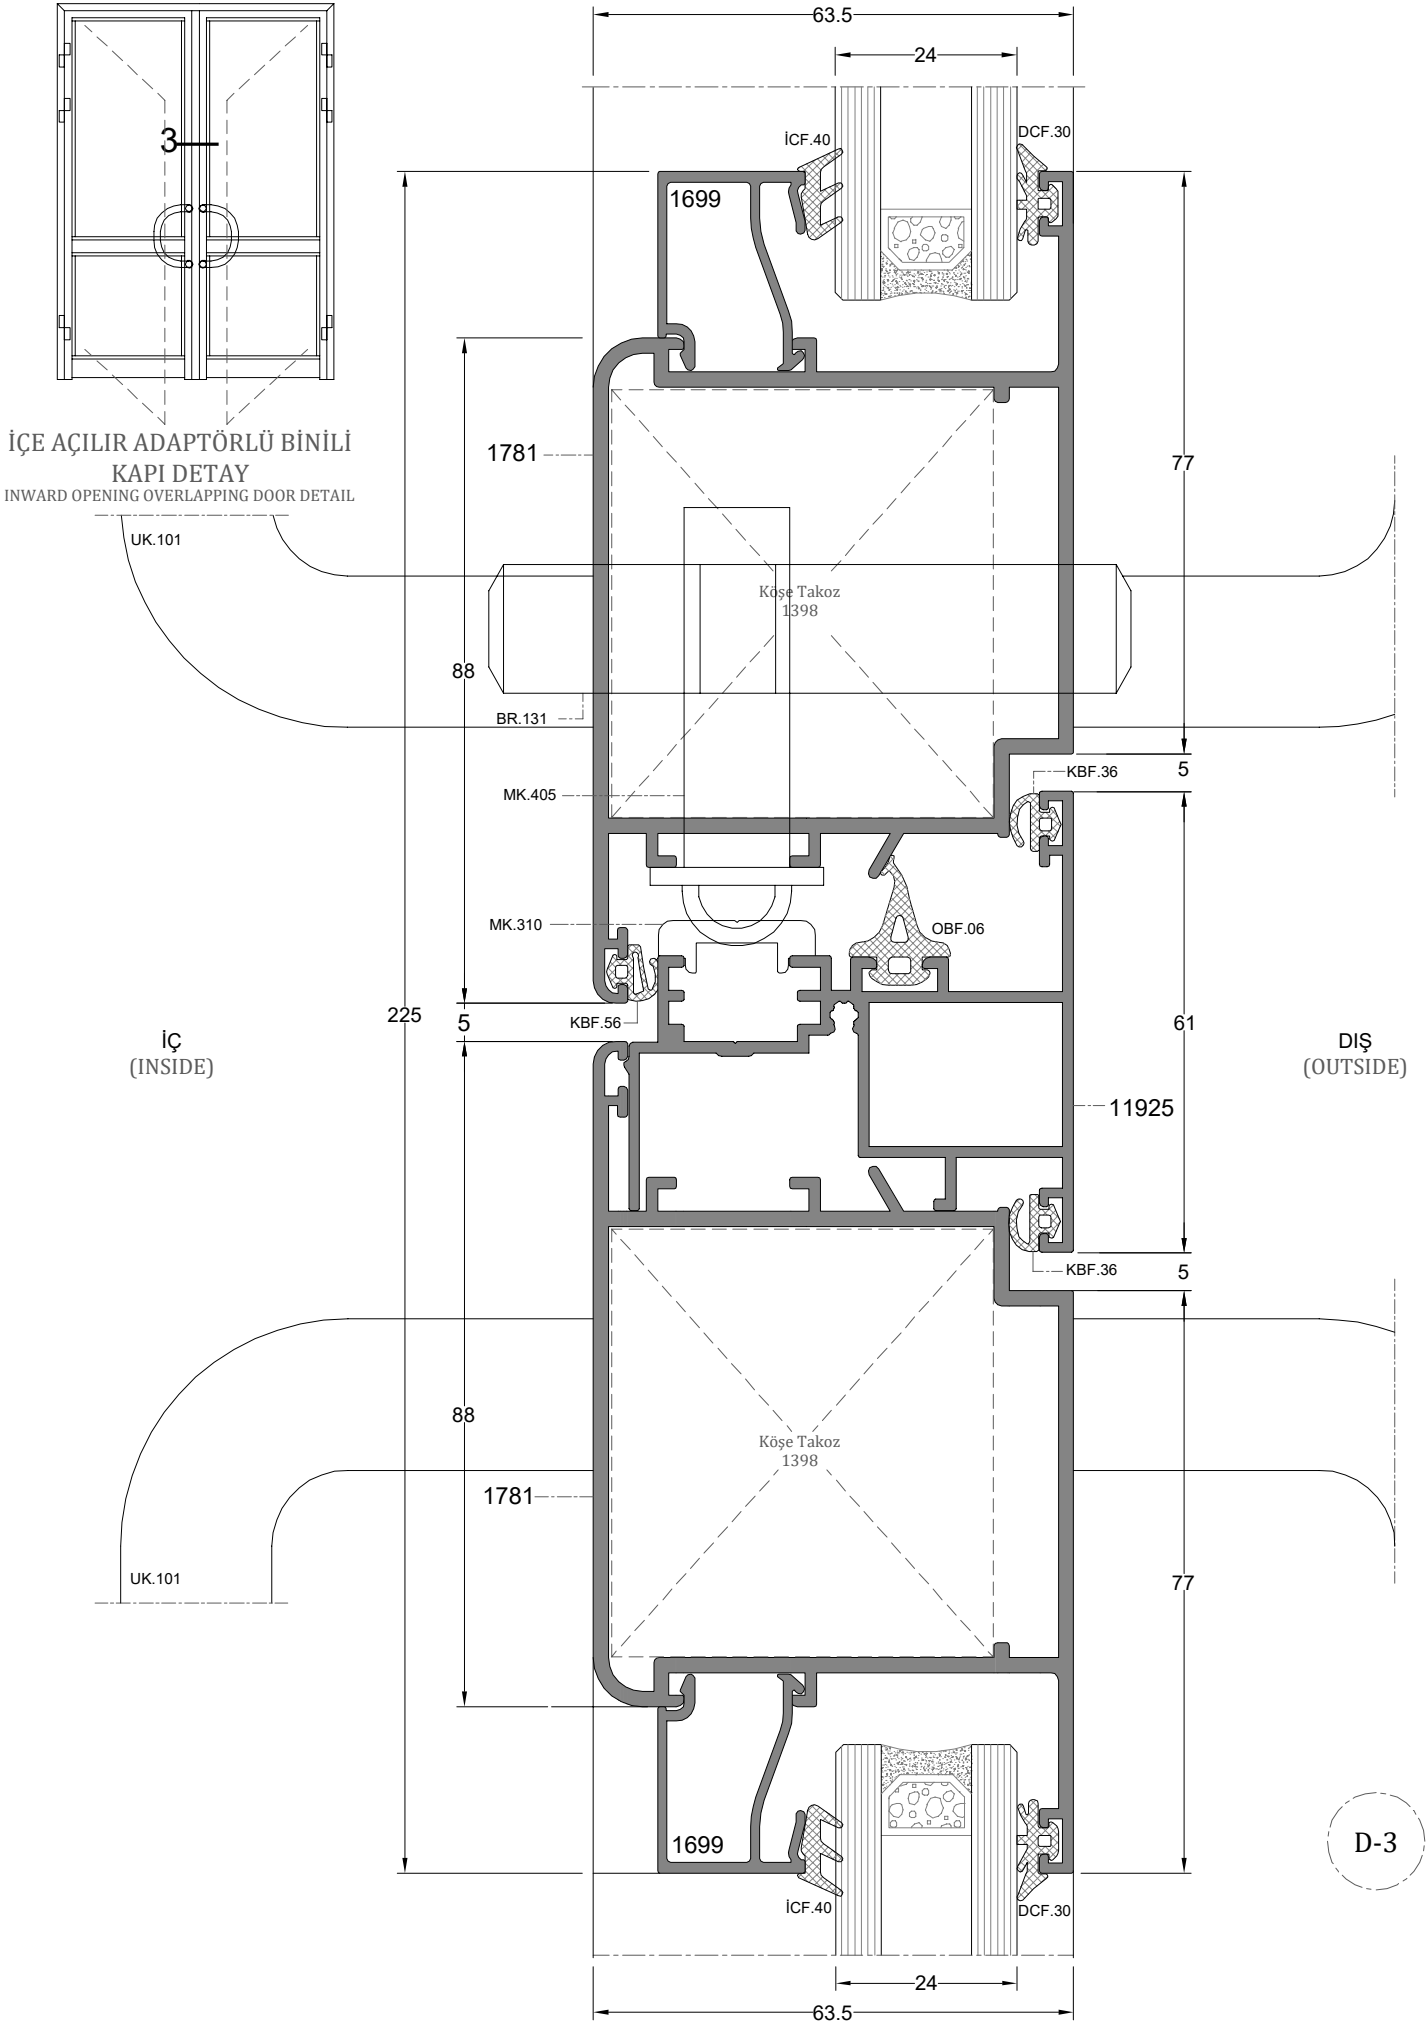 63.5
24
İCF.40
DCF.30
3
1699
İÇE AÇILIR ADAPTÖRLÜ BİNİLİ
KAPI DETAY
INWARD OPENING OVERLAPPING DOOR DETAIL
1781
77
UK.101
Köşe Takoz
1398
88
BR.131
MK.405
KBF.36
5
MK.310
OBF.06
225
5
KBF.56
61
İÇ
(INSIDE)
DIŞ
(OUTSIDE)
11925
KBF.36
5
88
Köşe Takoz
1398
1781
UK.101
77
1699
D-3
İCF.40
DCF.30
24
63.5